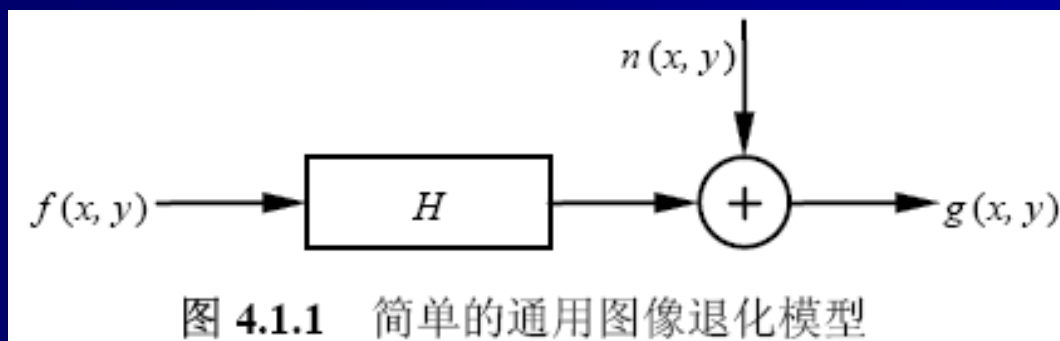 n(x, y)
f(x, y)
H
+
g(x, y)
图 4.1.1 简单的通用图像退化模型